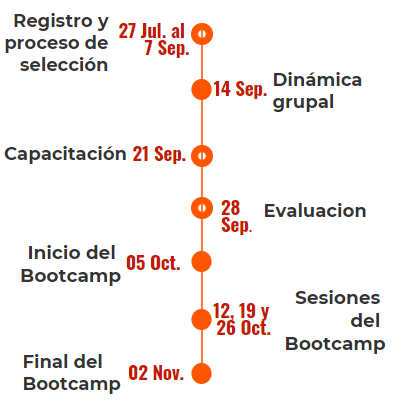 Registro y
proceso de
selección
27 Jul. al
7 Sep.
14 Sep.
Dinámica
grupal
Capacitación
21 Sep.
28
Sep.
Evaluacion
Inicio del
Bootcamp
05 Oct.
12, 19 y
26 Oct.
Sesiones
del
Bootcamp
Final del
Bootcamp
02 Nov.